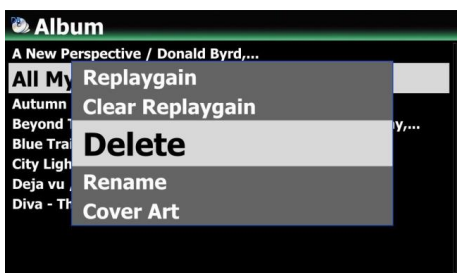 Album
A New Perspective / Donald Byrd,...
All My
Replaygain
Clear Replaygain
Autumn
Beyond
Delete
Blue Trai
City Ligh
Rename
Deja vu
Cover Art
Diva - Th